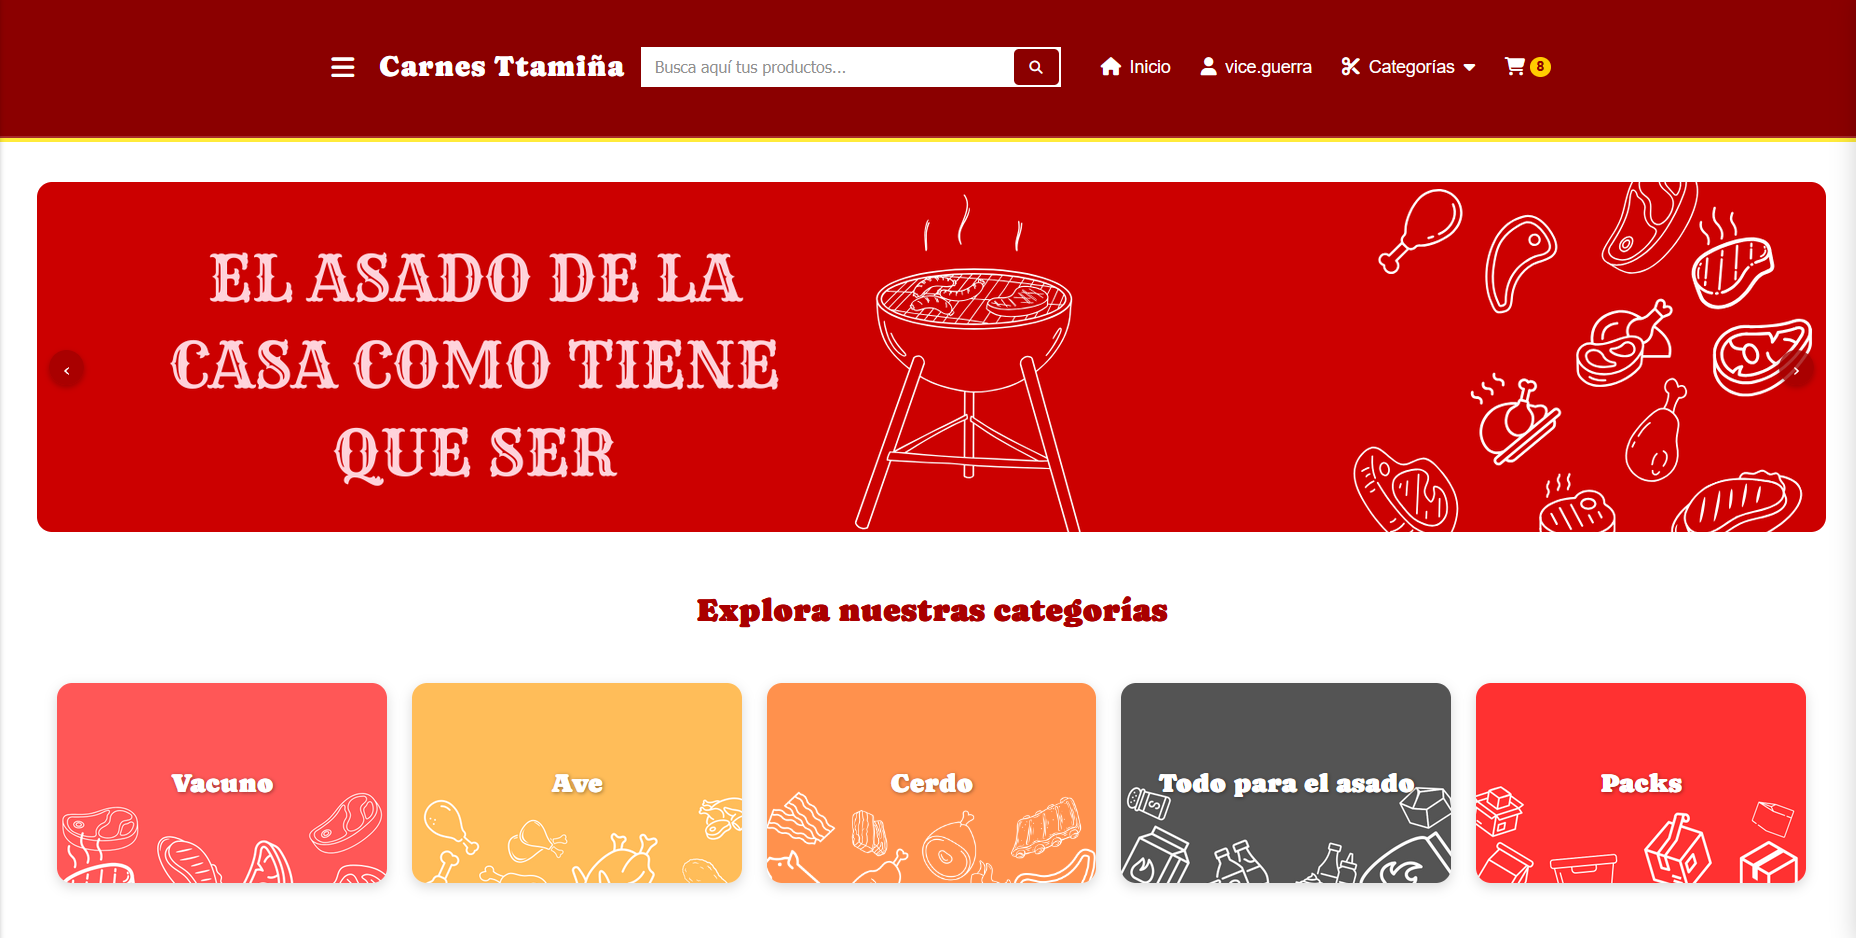 Carnes Ttamiña
Busca aquí tus productos...
Inicio
vice.guerra
Categorías
8
EL ASADO DE LA
CASA COMO TIENE
QUE SER
‹
›
Explora nuestras categorías
Vacuno
Ave
Cerdo
Todo para el asado
Packs